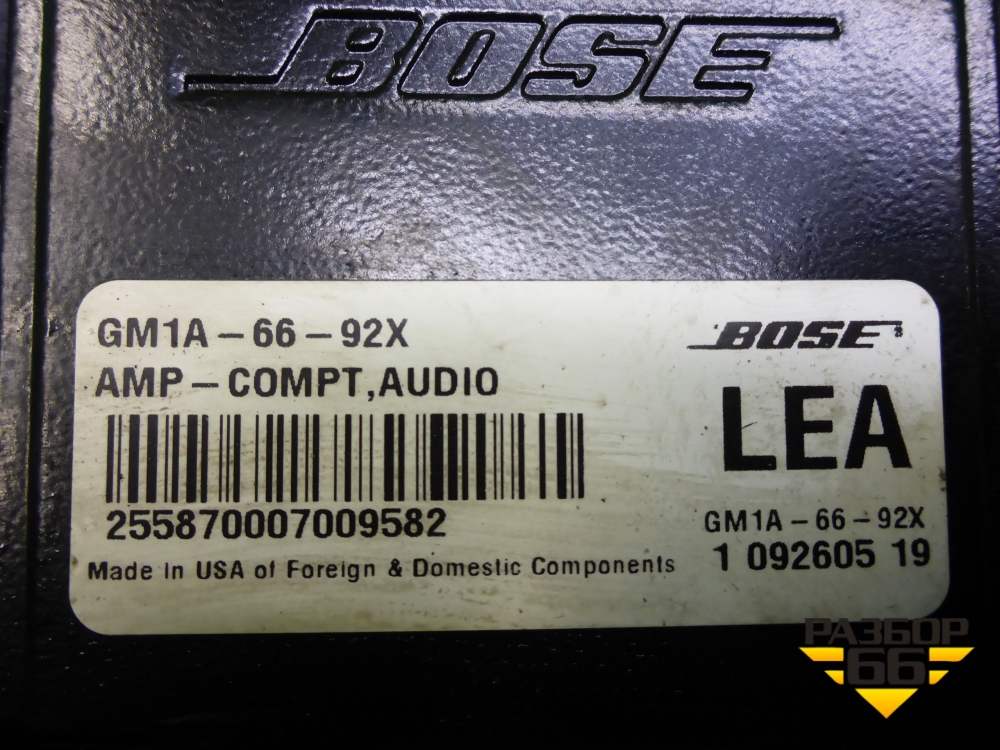 BOSE
GM1A-66-92X
AMP-COMPT,AUDIO
255870007009582
Made in USA of Foreign & Domestic Components
BOSE
LEA
GM1A-66-92X
1 092605 19
РАЗБОР
66